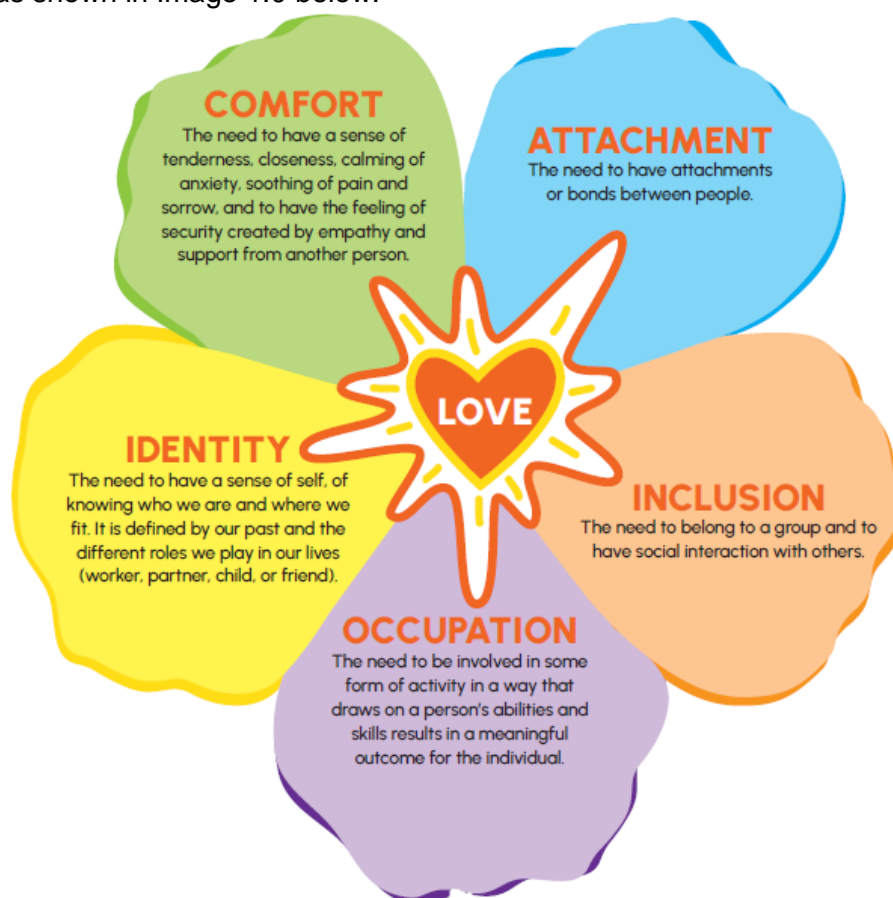 as shown in Image 1.0 below.
COMFORT
The need to have a sense of
tenderness, closeness, calming of
anxiety, soothing of pain and
sorrow, and to have the feeling of
security created by empathy and
support from another person.
ATTACHMENT
The need to have attachments
or bonds between people.
LOVE
IDENTITY
The need to have a sense of self, of
knowing who we are and where we
fit. It is defined by our past and the
different roles we play in our lives
(worker, partner, child, or friend).
INCLUSION
The need to belong to a group and to
have social interaction with others.
OCCUPATION
The need to be involved in some
form of activity in a way that
draws on a person's abilities and
skills results in a meaningful
outcome for the individual.